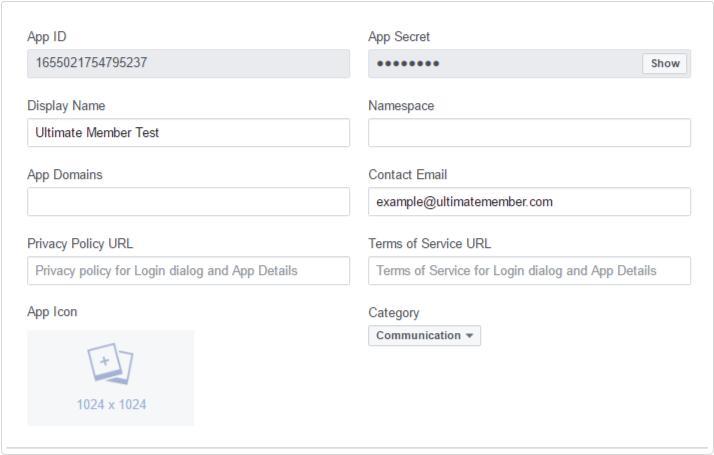 App ID
App Secret
1655021754795237
●●●●●●●●
Show
Display Name
Namespace
Ultimate Member Test
App Domains
Contact Email
example@ultimatemember.com
Privacy Policy URL
Terms of Service URL
Privacy policy for Login dialog and App Details
Terms of Service for Login dialog and App Details
App Icon
Category
Communication
1024 x 1024